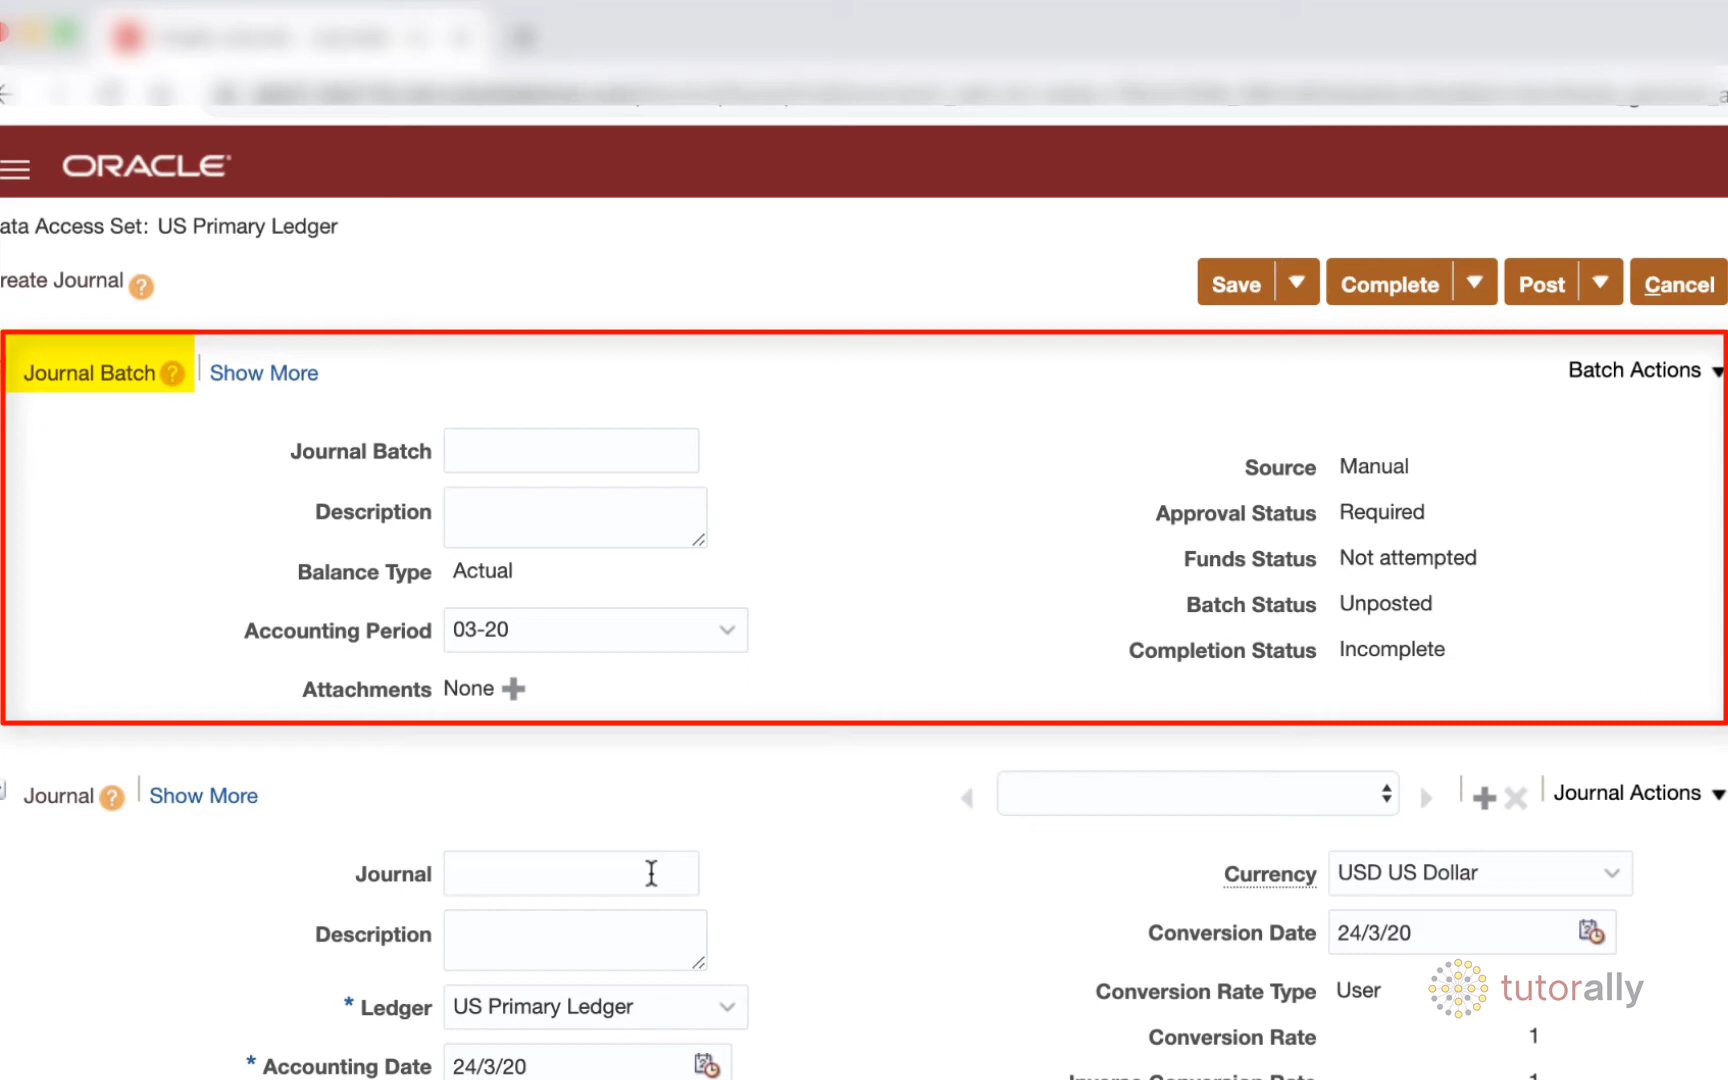 ORACLE
ata Access Set: US Primary Ledger
reate Journal ?
Save Complete Post Cancel
Journal Batch ? Show More Batch Actions
Journal Batch
Description
Balance Type Actual
Accounting Period 03-20
Attachments None
Source Manual
Approval Status Required
Funds Status Not attempted
Batch Status Unposted
Completion Status Incomplete
Journal ? Show More Journal Actions
Journal
Description
* Ledger US Primary Ledger
* Accounting Date 24/3/20
Currency USD US Dollar
Conversion Date 24/3/20
Conversion Rate Type User
Conversion Rate 1
tutorally